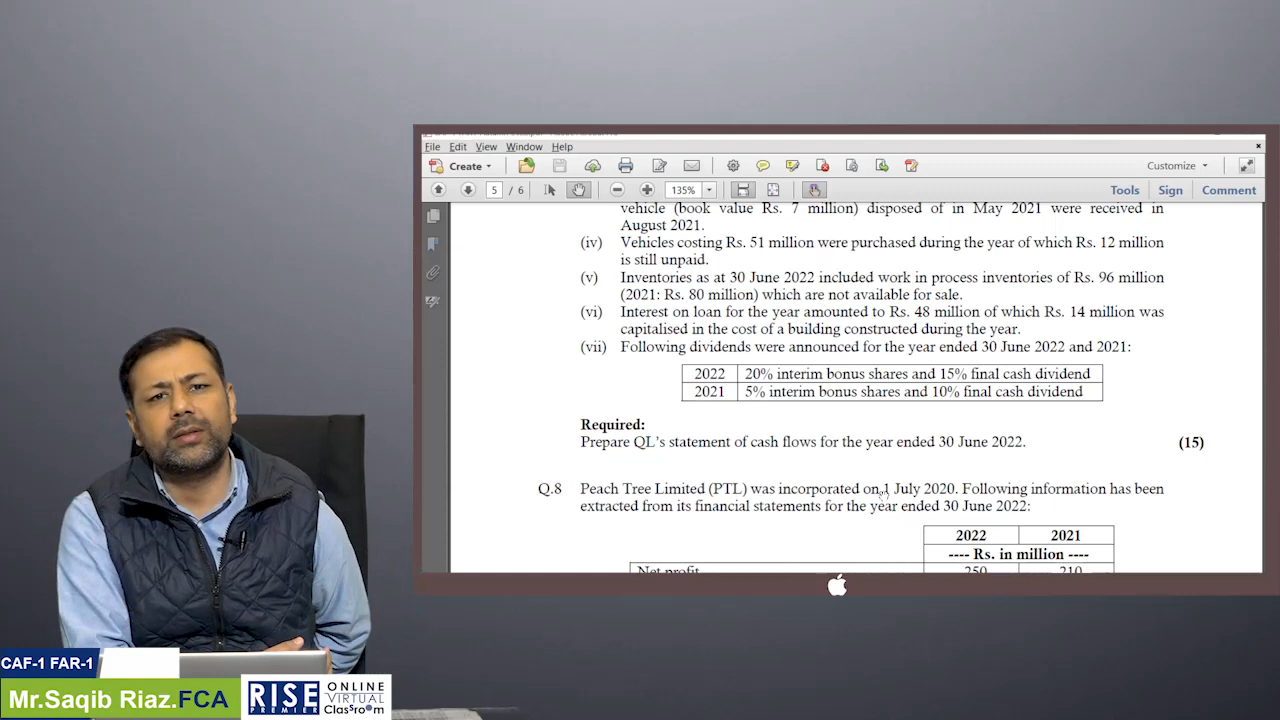 File Edit View Window Help
Create
Customize
5 / 6
135%
Tools Sign Comment
vehicle (book value Rs. 7 million) disposed of in May 2021 were received in
August 2021.
(iv) Vehicles costing Rs. 51 million were purchased during the year of which Rs. 12 million
is still unpaid.
(v) Inventories as at 30 June 2022 included work in process inventories of Rs. 96 million
(2021: Rs. 80 million) which are not available for sale.
(vi) Interest on loan for the year amounted to Rs. 48 million of which Rs. 14 million was
capitalised in the cost of a building constructed during the year.
(vii) Following dividends were announced for the year ended 30 June 2022 and 2021:
2022 20% interim bonus shares and 15% final cash dividend
2021 5% interim bonus shares and 10% final cash dividend
Required:
Prepare QL's statement of cash flows for the year ended 30 June 2022. (15)
Q.8 Peach Tree Limited (PTL) was incorporated on 1 July 2020. Following information has been
extracted from its financial statements for the year ended 30 June 2022:
2022 2021
---- Rs. in million ----
Net profit 250 210
CAF-1 FAR-1
Mr.Saqib Riaz.FCA
RISE
PREMIER
ONLINE
VIRTUAL
Classroom